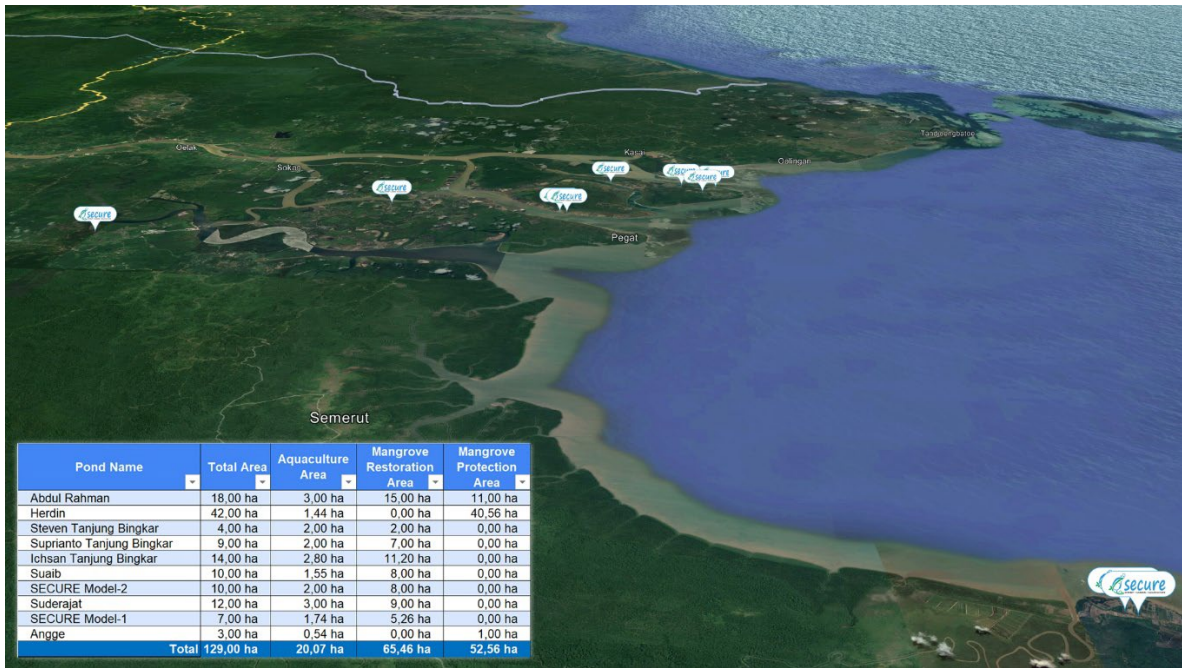 Tandjoengbatoe
Kasai
Gelak
Soka
secure
secure
secure
secure
secure
Pegat
Semerut
Pond Name Total Area Aquaculture Area Mangrove Restoration Area Mangrove Protection Area
Abdul Rahman 18,00 ha 3,00 ha 15,00 ha 11,00 ha
Herdin 42,00 ha 1,44 ha 0,00 ha 40,56 ha
Steven Tanjung Bingkar 4,00 ha 2,00 ha 2,00 ha 0,00 ha
Suprianto Tanjung Bingkar 9,00 ha 2,00 ha 7,00 ha 0,00 ha
Ichsan Tanjung Bingkar 14,00 ha 2,80 ha 11,20 ha 0,00 ha
Suaib 10,00 ha 1,55 ha 8,00 ha 0,00 ha
SECURE Model-2 10,00 ha 2,00 ha 8,00 ha 0,00 ha
Suderajat 12,00 ha 3,00 ha 9,00 ha 0,00 ha
SECURE Model-1 7,00 ha 1,74 ha 5,26 ha 0,00 ha
Angge 3,00 ha 0,54 ha 0,00 ha 1,00 ha
Total 129,00 ha 20,07 ha 65,46 ha 52,56 ha
secure